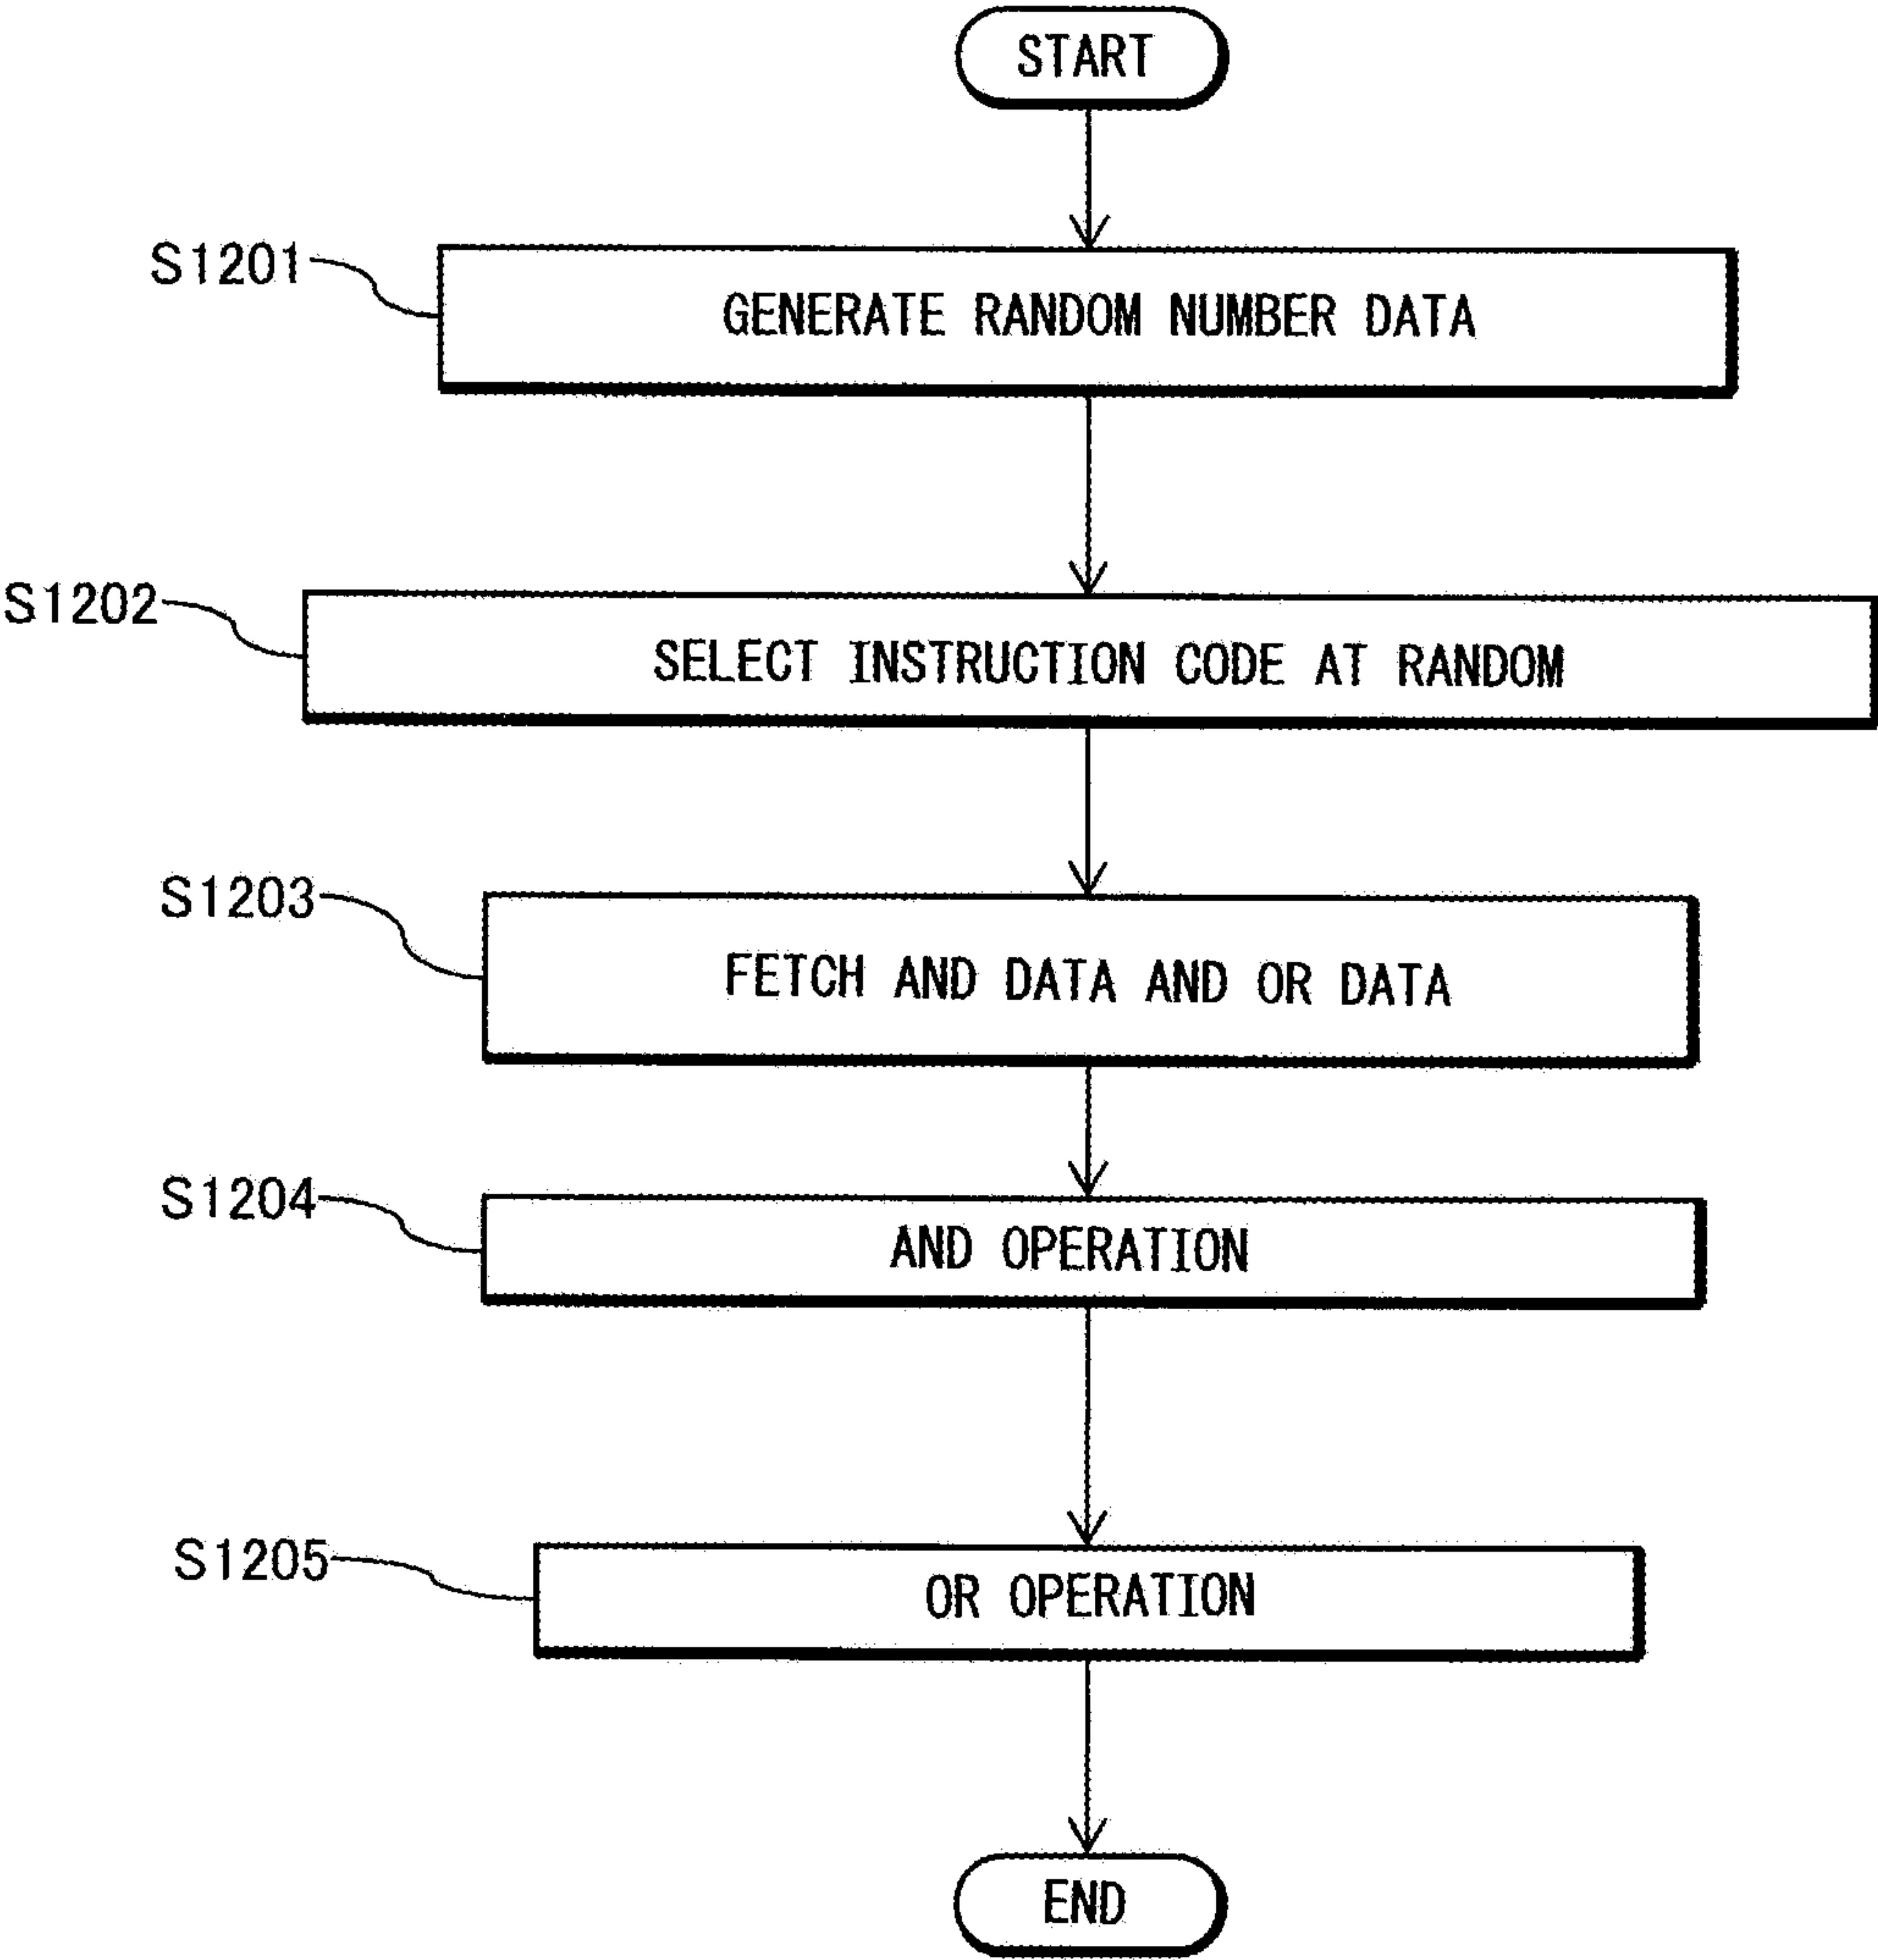 START
S1201
GENERATE RANDOM NUMBER DATA
S1202
SELECT INSTRUCTION CODE AT RANDOM
S1203
FETCH AND DATA AND OR DATA
S1204
AND OPERATION
S1205
OR OPERATION
END